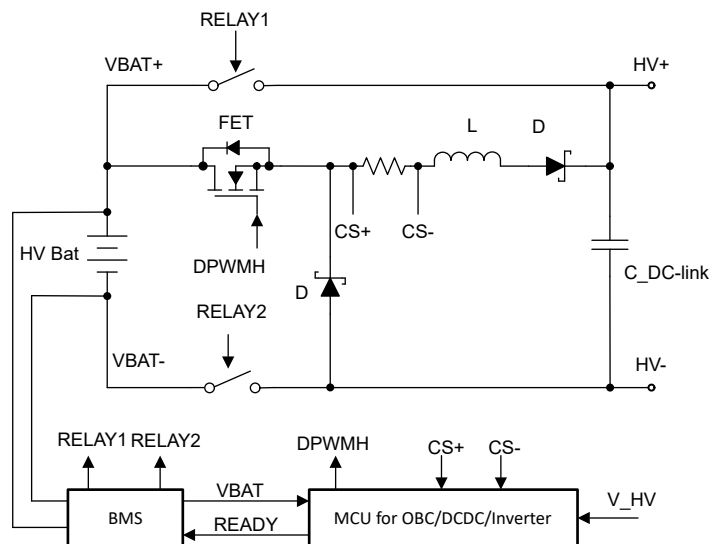 RELAY1
VBAT+
HV+
FET
L
D
CS+
CS-
HV Bat
DPWMH
C_DC-link
D
RELAY2
VBAT-
HV-
RELAY1
RELAY2
DPWMH
CS+
CS-
VBAT
V_HV
BMS
READY
MCU for OBC/DCDC/Inverter